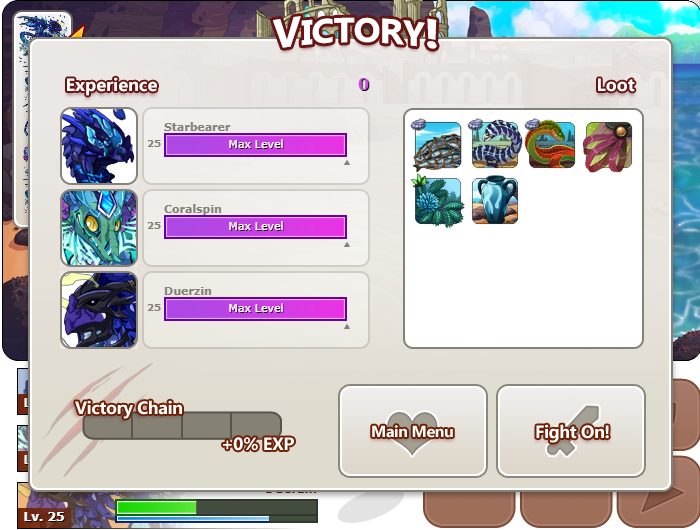 VICTORY!
Experience
0
Loot
Starbearer
25
Max Level
Coralspin
25
Max Level
Duerzin
25
Max Level
Victory Chain
+0% EXP
Main Menu
Fight On!
Lv. 25